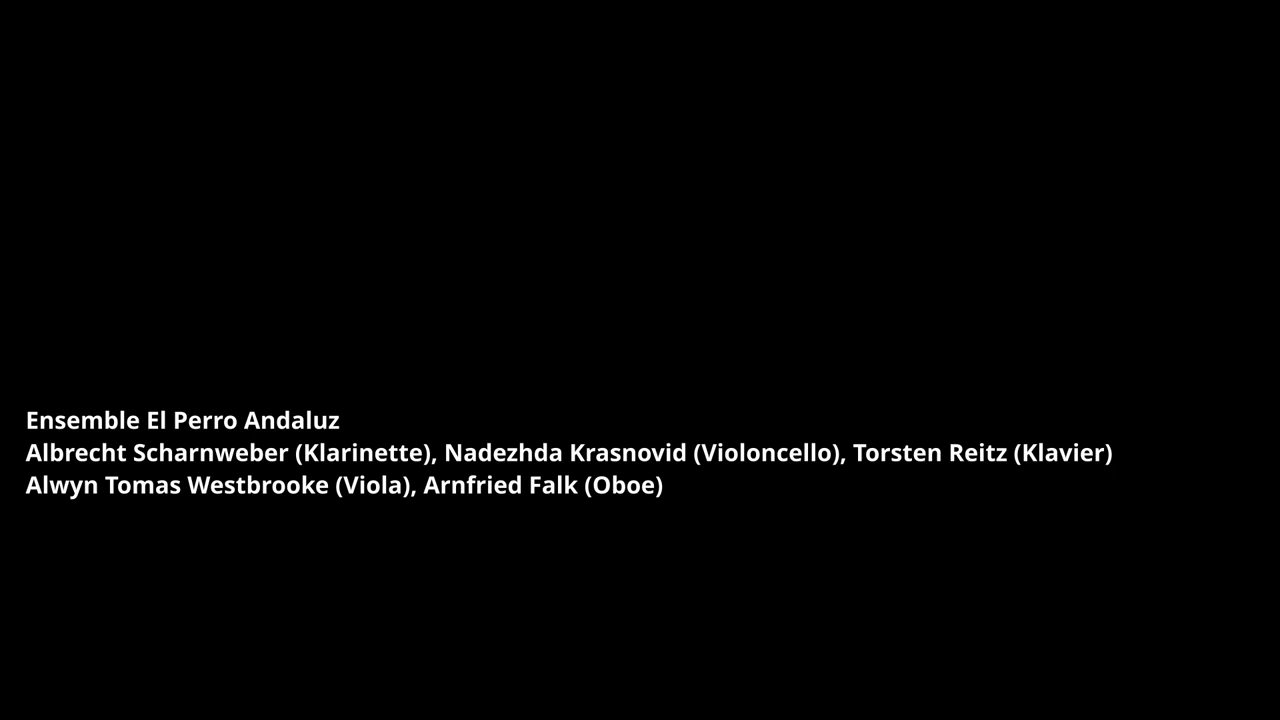 Ensemble El Perro Andaluz
Albrecht Scharnweber (Klarinette), Nadezhda Krasnovid (Violoncello), Torsten Reitz (Klavier)
Alwyn Tomas Westbrooke (Viola), Arnfried Falk (Oboe)